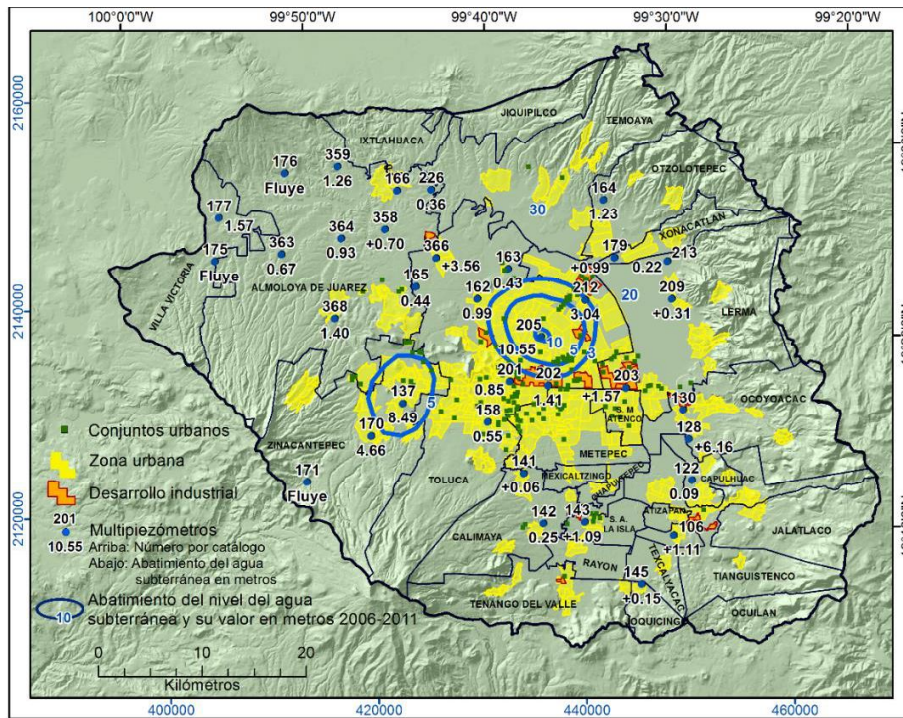 100°0'0"W
99°50'0"W
99°40'0"W
99°30'0"W
99°20'0"W
2160000
2140000
2120000
JIQUIPILCO
TEMOAYA
IXTLAHUACA
OTZOLOTEPEC
XONACATLAN
176
Fluye
359
1.26
166
226
0.36
164
1.23
30
177
1.57
175
Fluye
363
0.67
364
0.93
358
+0.70
366
+3.56
163
0.43
179
+0.99
213
0.22
212
3.04
20
209
+0.31
LERMA
VILLA VICTORIA
ALMOLOYA DE JUAREZ
165
0.44
162
0.99
368
1.40
205
10.55
10
5
3
201
0.85
202
1.41
203
+1.57
5
137
8.49
170
4.66
158
0.55
S. M
ATENCO
130
OCOYOACAC
128
+6.16
ZINACANTEPEC
171
Fluye
TOLUCA
METEPEC
141
+0.06
MEXICALTZINGO
CHAPULTEPEC
122
0.09
CAPULHUAC
142
0.25
143
+1.09
S. A.
LA ISLA
ATIZAPAN
106
+1.11
JALATLACO
CALIMAYA
RAYON
TEXCALYACAC
145
+0.15
TIANGUISTENCO
TENANGO DEL VALLE
JOQUICING
OCUILAN
Conjuntos urbanos
Zona urbana
Desarrollo industrial
201
Multipiezómetros
10.55
Arriba: Número por catálogo
Abajo: Abatimiento del agua
subterránea en metros
Abatimiento del nivel del agua
10
subterránea y su valor en metros 2006-2011
0
10
20
Kilómetros
400000
420000
440000
460000